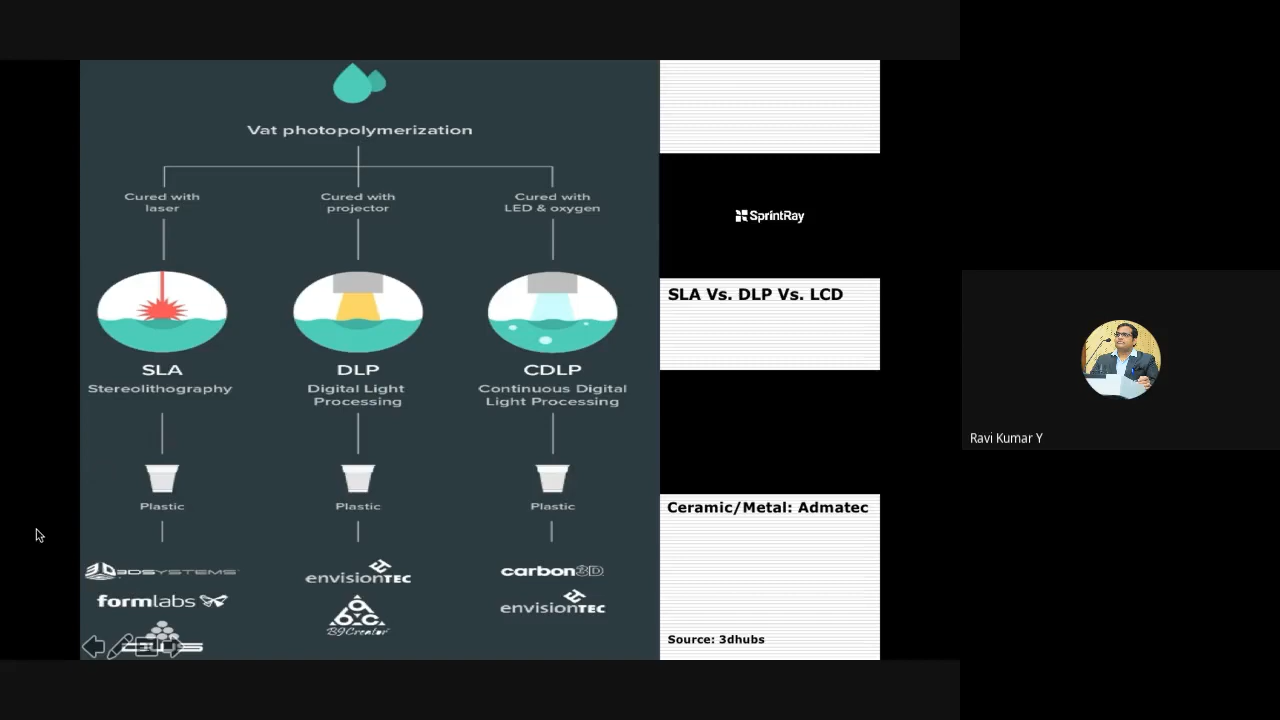 Vat photopolymerization
Cured with
laser
Cured with
projector
Cured with
LED & oxygen
SLA
Stereolithography
DLP
Digital Light
Processing
CDLP
Continuous Digital
Light Processing
Plastic
Plastic
Plastic
3DSYSTEMS
formlabs
envisionTEC
B9Creator
carbon3D
envisionTEC
SprintRay
SLA Vs. DLP Vs. LCD
Ceramic/Metal: Admatec
Source: 3dhubs
Ravi Kumar Y